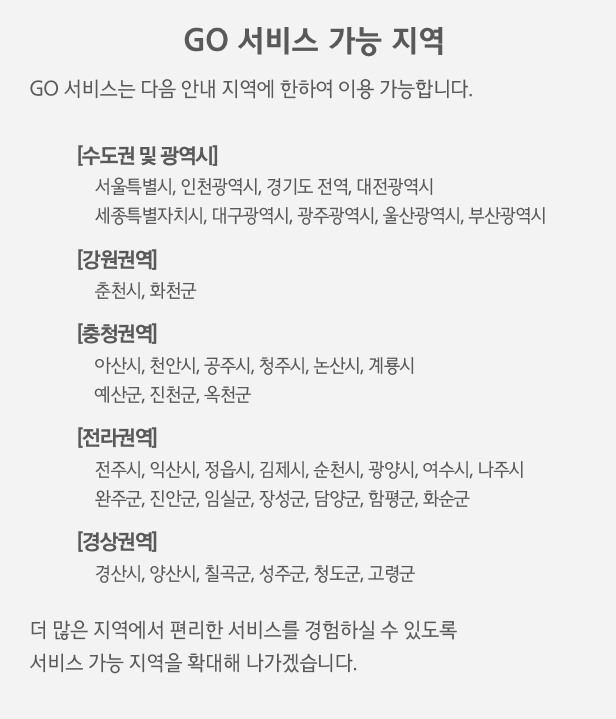 GO 서비스 가능 지역
GO 서비스는 다음 안내 지역에 한하여 이용 가능합니다.
[수도권 및 광역시]
서울특별시, 인천광역시, 경기도 전역, 대전광역시
세종특별자치시, 대구광역시, 광주광역시, 울산광역시, 부산광역시
[강원권역]
춘천시, 화천군
[충청권역]
아산시, 천안시, 공주시, 청주시, 논산시, 계룡시
예산군, 진천군, 옥천군
[전라권역]
전주시, 익산시, 정읍시, 김제시, 순천시, 광양시, 여수시, 나주시
완주군, 진안군, 임실군, 장성군, 담양군, 함평군, 화순군
[경상권역]
경산시, 양산시, 칠곡군, 성주군, 청도군, 고령군
더 많은 지역에서 편리한 서비스를 경험하실 수 있도록
서비스 가능 지역을 확대해 나가겠습니다.